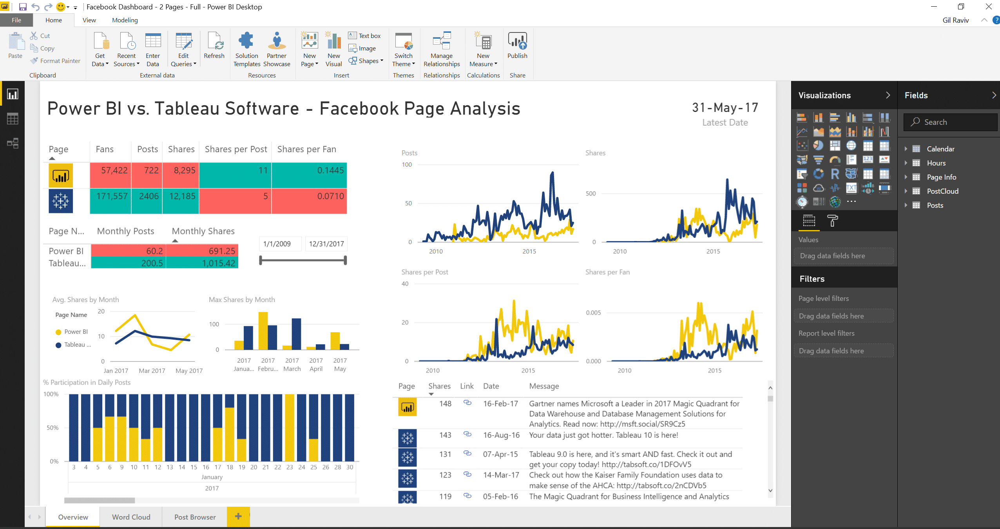 Facebook Dashboard - 2 Pages - Full - Power BI Desktop
File Home View Modeling Gil Raviv ?
Paste Cut Copy Format Painter
Clipboard
Get Data Recent Sources Enter Data Edit Queries Refresh
External data
Solution Templates Partner Showcase
Resources
New Page New Visual Text box Image Shapes
Insert
Switch Theme
Themes
Manage Relationships
Relationships
New Measure
Calculations
Publish
Share
Power BI vs. Tableau Software - Facebook Page Analysis
31-May-17
Latest Date
Page Fans Posts Shares Shares per Post Shares per Fan
57,422 722 8,295 11 0.1445
171,557 2406 12,185 5 0.0710
Page N... Monthly Posts Monthly Shares
Power BI 60.2 691.25
Tableau... 200.5 1,015.42
1/1/2009 12/31/2017
Posts
100
50
0
2010 2015
Shares
500
0
2010 2015
Shares per Post
40
20
0
2010 2015
Shares per Fan
0.005
0.000
2010 2015
Avg. Shares by Month
Page Name
Power BI
Tableau ...
20
10
0
Jan 2017 Mar 2017 May 2017
Max Shares by Month
100
0
2017 2017 2017 2017 2017
Janua... Febru... March April May
% Participation in Daily Posts
100%
50%
0%
3 4 5 6 9 10 11 12 13 14 15 16 17 18 19 20 21 22 23 24 25 26 28 30
January
2017
Page Shares Link Date Message
148 16-Feb-17 Gartner names Microsoft a Leader in 2017 Magic Quadrant for
Data Warehouse and Database Management Solutions for
Analytics. Read now: http://msft.social/SR9Cz5
143 16-Aug-16 Your data just got hotter. Tableau 10 is here!
131 07-Apr-15 Tableau 9.0 is here, and it's smart AND fast. Check it out and
get your copy today! http://tabsoft.co/1DFOvV5
123 14-Mar-17 Check out how the Kaiser Family Foundation uses data to
make sense of the AHCA: http://tabsoft.co/2nCDVb5
119 05-Feb-16 The Magic Quadrant for Business Intelligence and Analytics
Overview Word Cloud Post Browser +
Visualizations
123
R
W
TXT
...
Values
Drag data fields here
Filters
Page level filters
Drag data fields here
Report level filters
Drag data fields here
Fields
Search
Calendar
Hours
Page Info
PostCloud
Posts